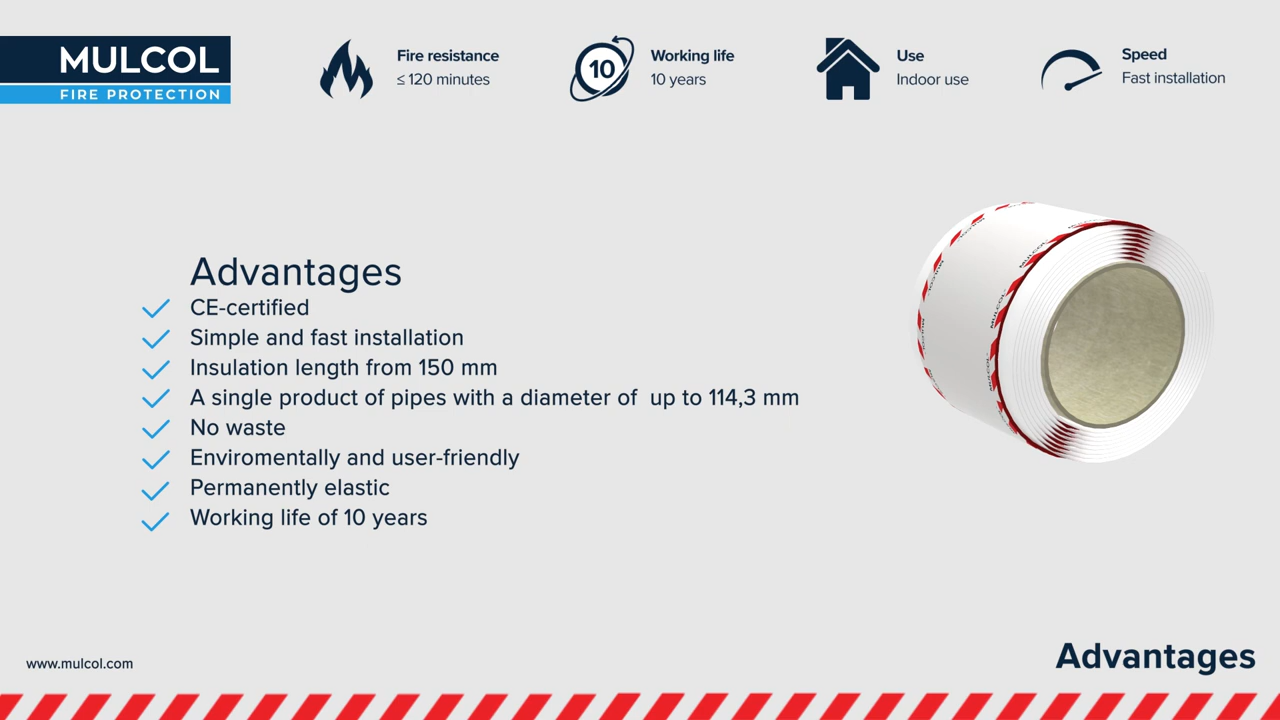 MULCOL
FIRE PROTECTION
Fire resistance
≤ 120 minutes
10
Working life
10 years
Use
Indoor use
Speed
Fast installation
Advantages
CE-certified
Simple and fast installation
Insulation length from 150 mm
A single product of pipes with a diameter of  up to 114,3 mm
No waste
Enviromentally and user-friendly
Permanently elastic
Working life of 10 years
MULCOL
MULCOL
MULCOL
www.mulcol.com
Advantages